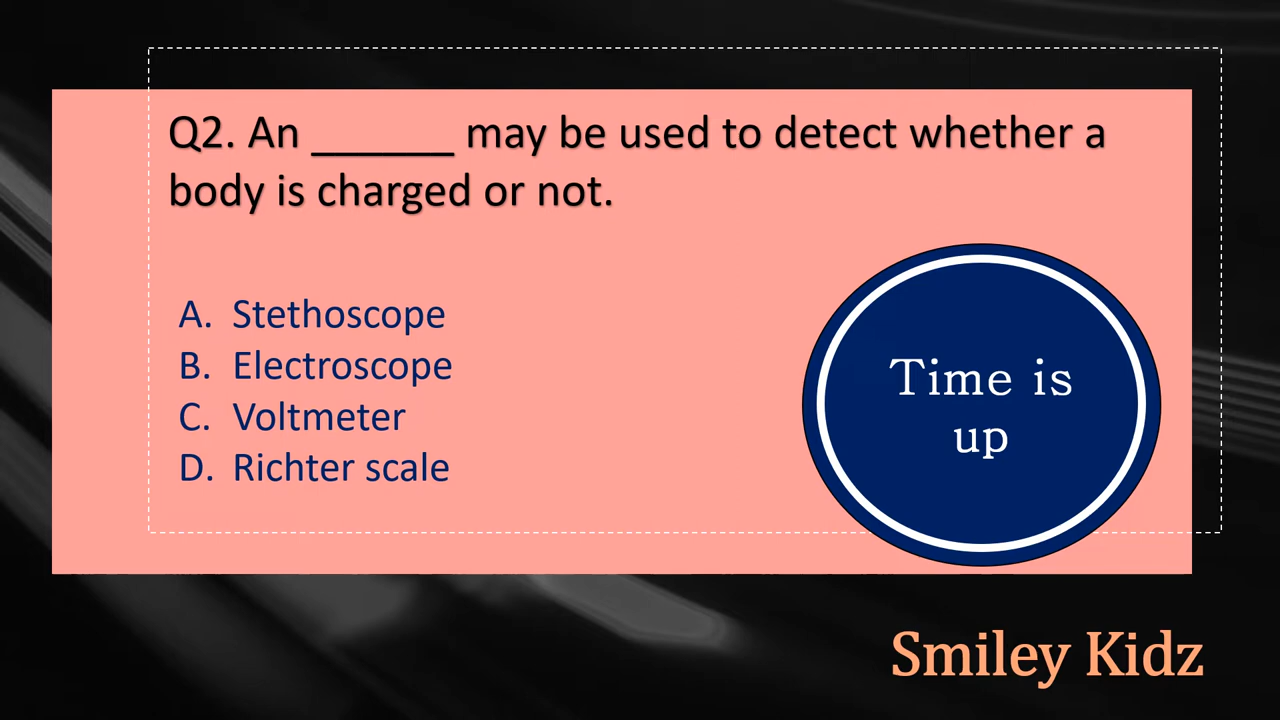 Q2. An ______ may be used to detect whether a
body is charged or not.
A. Stethoscope
B. Electroscope
C. Voltmeter
D. Richter scale
Time is
up
Smiley Kidz